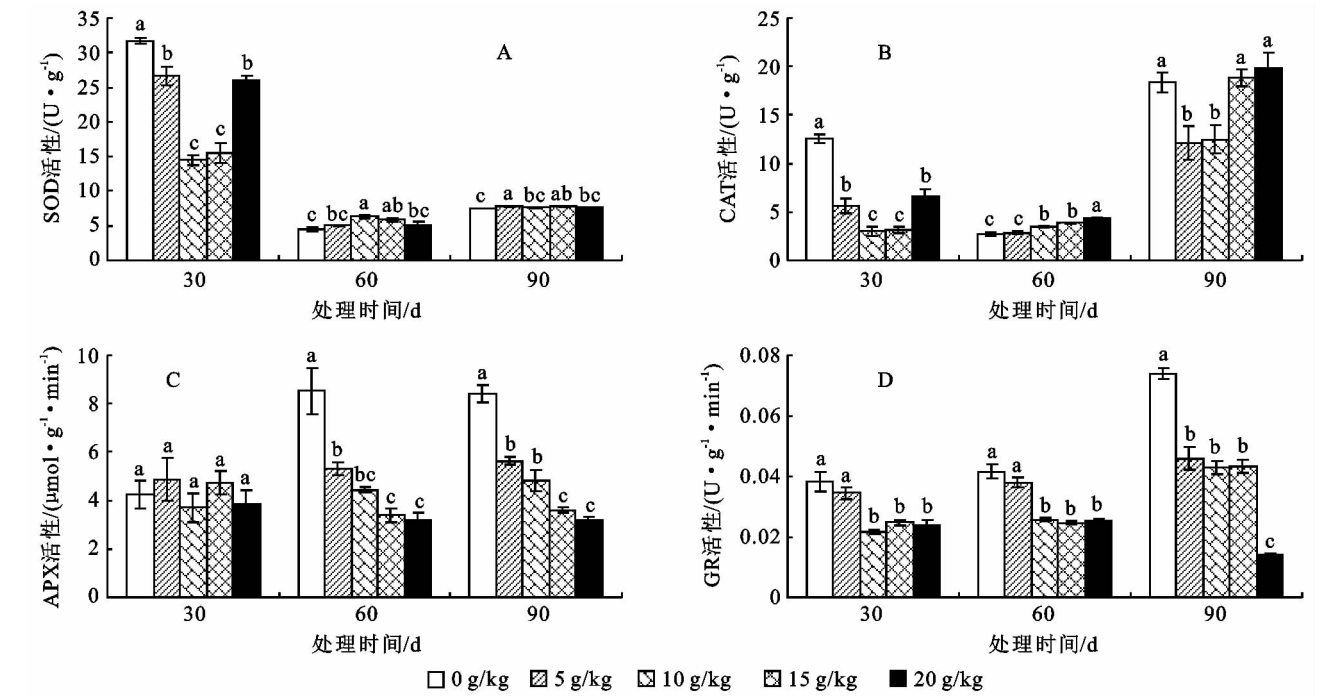 A
SOD活性/(U·g⁻¹)
35
30
25
20
15
10
5
0
a
b
c
c
b
c
bc
a
ab
bc
c
a
bc
ab
bc
30
60
90
处理时间/d
B
CAT活性/(U·g⁻¹)
25
20
15
10
5
0
a
b
c
c
b
c
c
b
b
a
a
b
b
a
a
30
60
90
处理时间/d
C
APX活性/(μmol·g⁻¹·min⁻¹)
10
8
6
4
2
0
a
a
a
a
a
a
b
bc
c
c
a
b
b
c
c
30
60
90
处理时间/d
D
GR活性/(U·g⁻¹·min⁻¹)
0.08
0.06
0.04
0.02
0
a
a
b
b
b
a
a
b
b
b
a
b
b
b
c
30
60
90
处理时间/d
0 g/kg 5 g/kg 10 g/kg 15 g/kg 20 g/kg